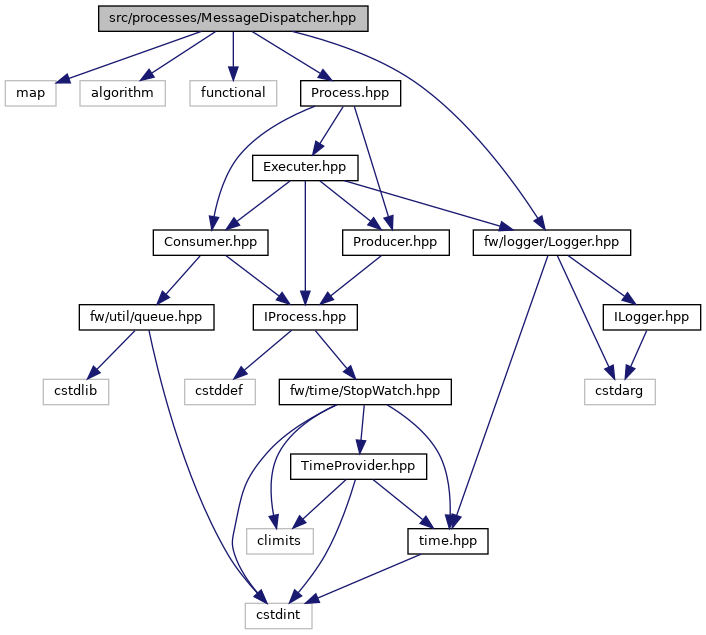 src/processes/MessageDispatcher.hpp
map
algorithm
functional
Process.hpp
Executer.hpp
Consumer.hpp
Producer.hpp
fw/logger/Logger.hpp
fw/util/queue.hpp
IProcess.hpp
ILogger.hpp
cstdlib
cstddef
fw/time/StopWatch.hpp
cstdarg
TimeProvider.hpp
climits
time.hpp
cstdint